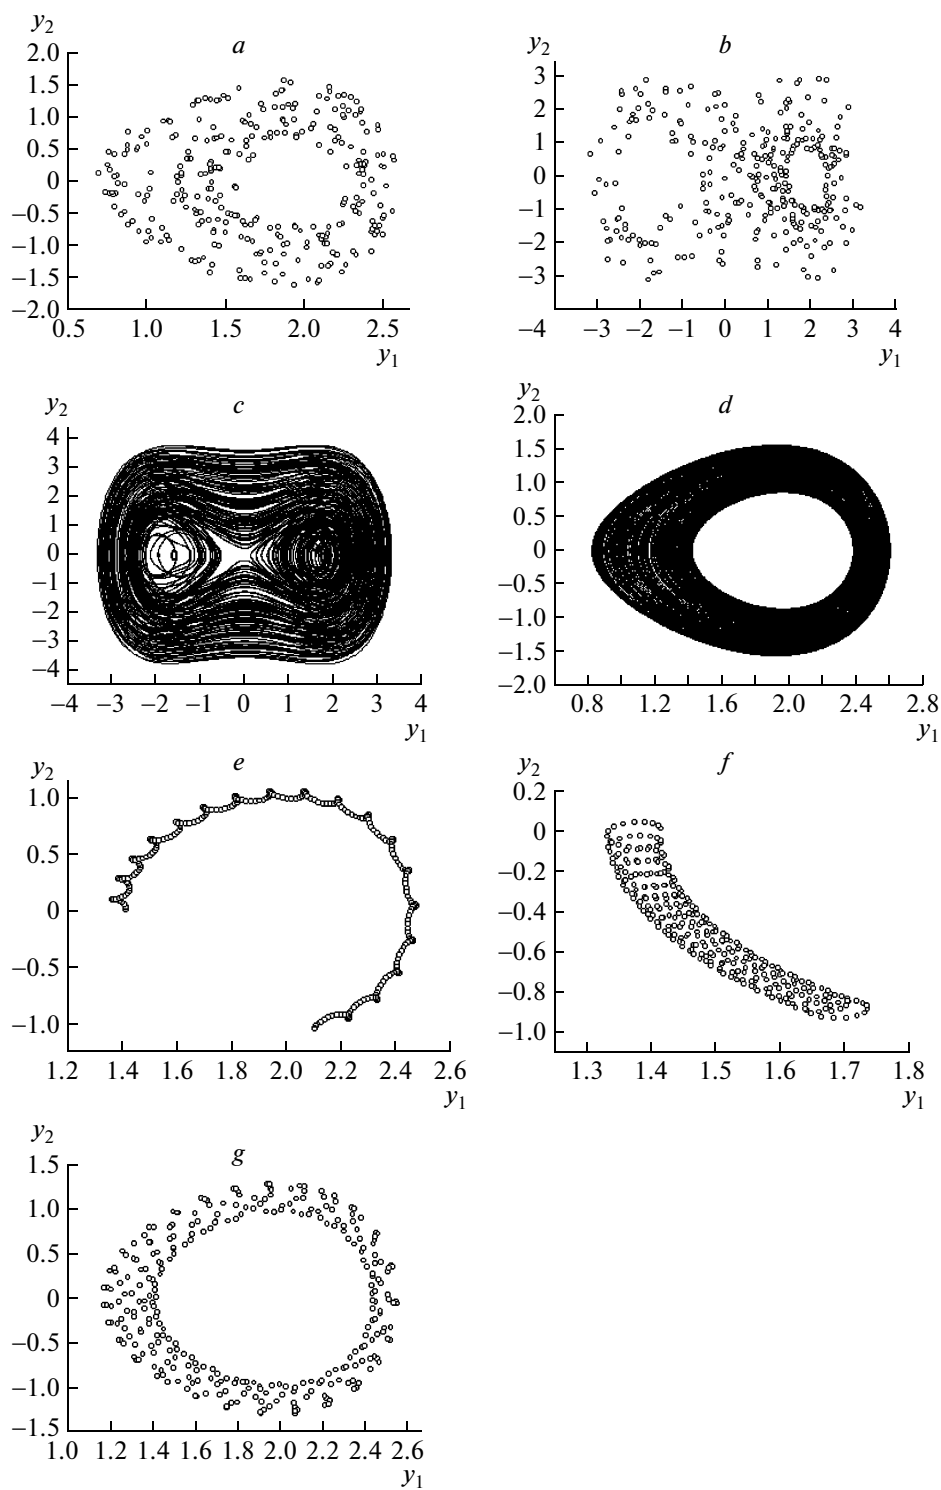 y2
a
2.0
1.5
1.0
0.5
0
−0.5
−1.0
−1.5
−2.0
0.5 1.0 1.5 2.0 2.5
y1
y2
b
3
2
1
0
−1
−2
−3
−4 −3 −2 −1 0 1 2 3 4
y1
y2
c
4
3
2
1
0
−1
−2
−3
−4
−4 −3 −2 −1 0 1 2 3 4
y1
y2
d
2.0
1.5
1.0
0.5
0
−0.5
−1.0
−1.5
−2.0
0.8 1.2 1.6 2.0 2.4 2.8
y1
y2
e
1.0
0.5
0
−0.5
−1.0
1.2 1.4 1.6 1.8 2.0 2.2 2.4 2.6
y1
y2
f
0.2
0
−0.2
−0.4
−0.6
−0.8
−1.0
1.3 1.4 1.5 1.6 1.7 1.8
y1
y2
g
1.5
1.0
0.5
0
−0.5
−1.0
−1.5
1.0 1.2 1.4 1.6 1.8 2.0 2.2 2.4 2.6
y1